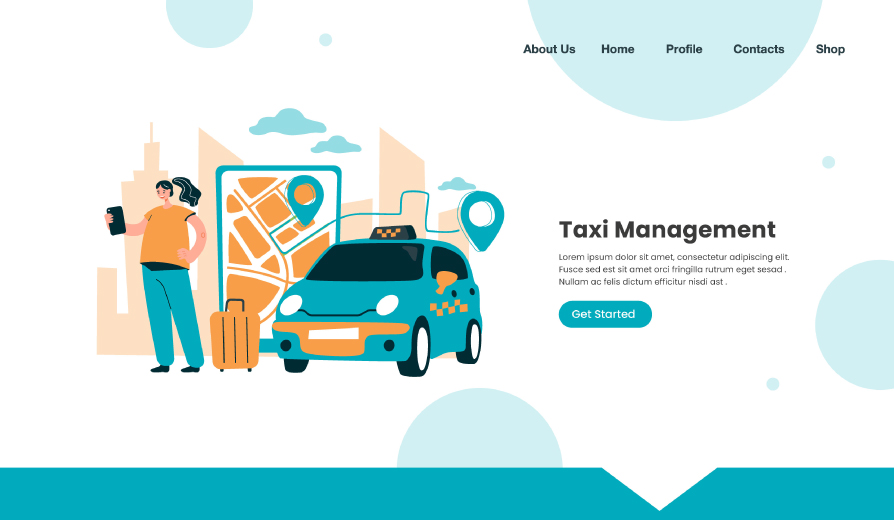 About Us Home Profile Contacts Shop
Taxi Management
Lorem ipsum dolor sit amet, consectetur adipiscing elit.
Fusce sed est sit amet orci fringilla rutrum eget sesad .
Nullam ac felis dictum efficitur nisdi ast .
Get Started